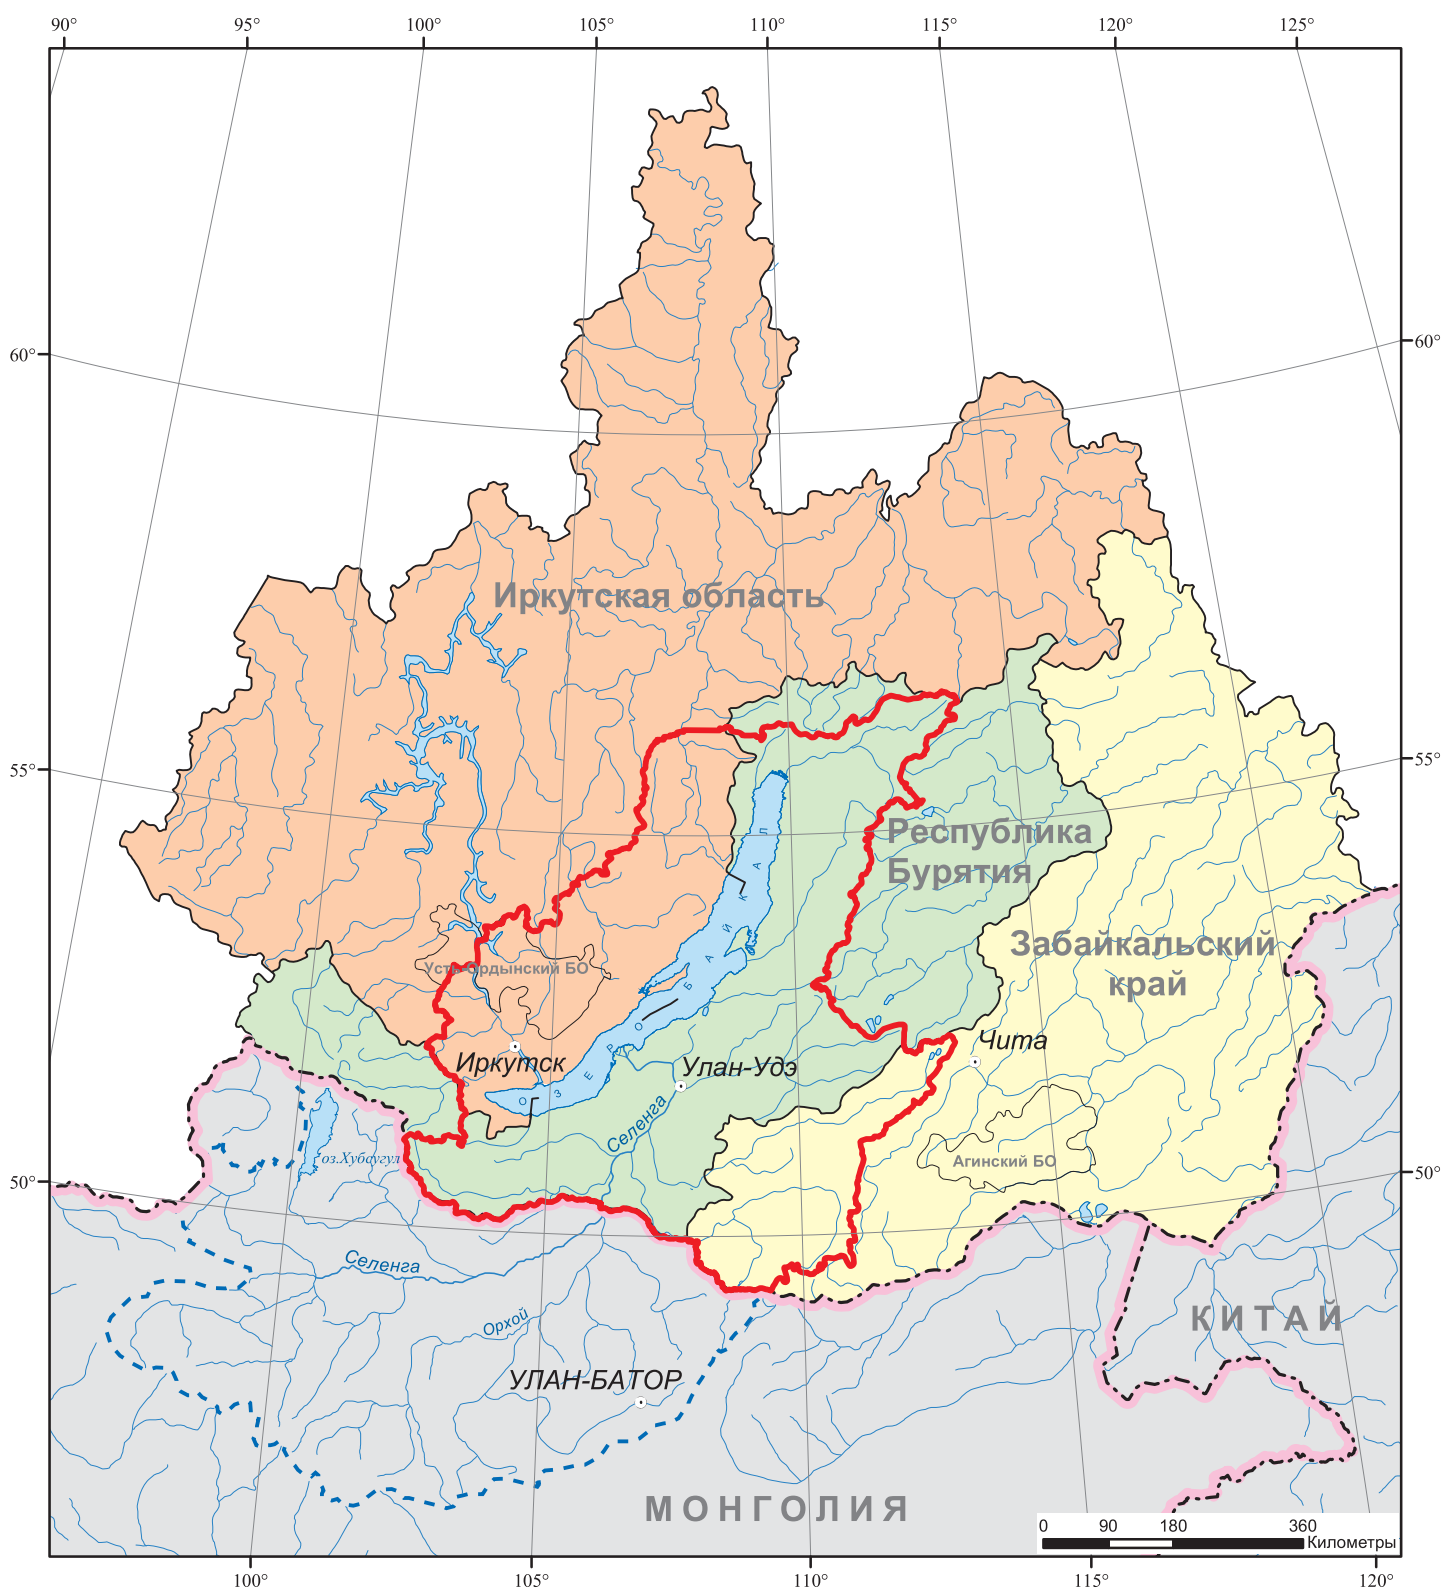 90° 95° 100° 105° 110° 115° 120° 125°
60° 60°
Иркутская область
55° 55°
Республика
Бурятия
ОЗЕРО БАЙКАЛ
Забайкальский
край
Усть-Ордынский БО
Иркутск
Улан-Удэ
Чита
Селенга
оз.Хубсугул
Агинский БО
50° 50°
Селенга
Орхой
КИТАЙ
УЛАН-БАТОР
МОНГОЛИЯ
0 90 180 360
Километры
100° 105° 110° 115° 120°